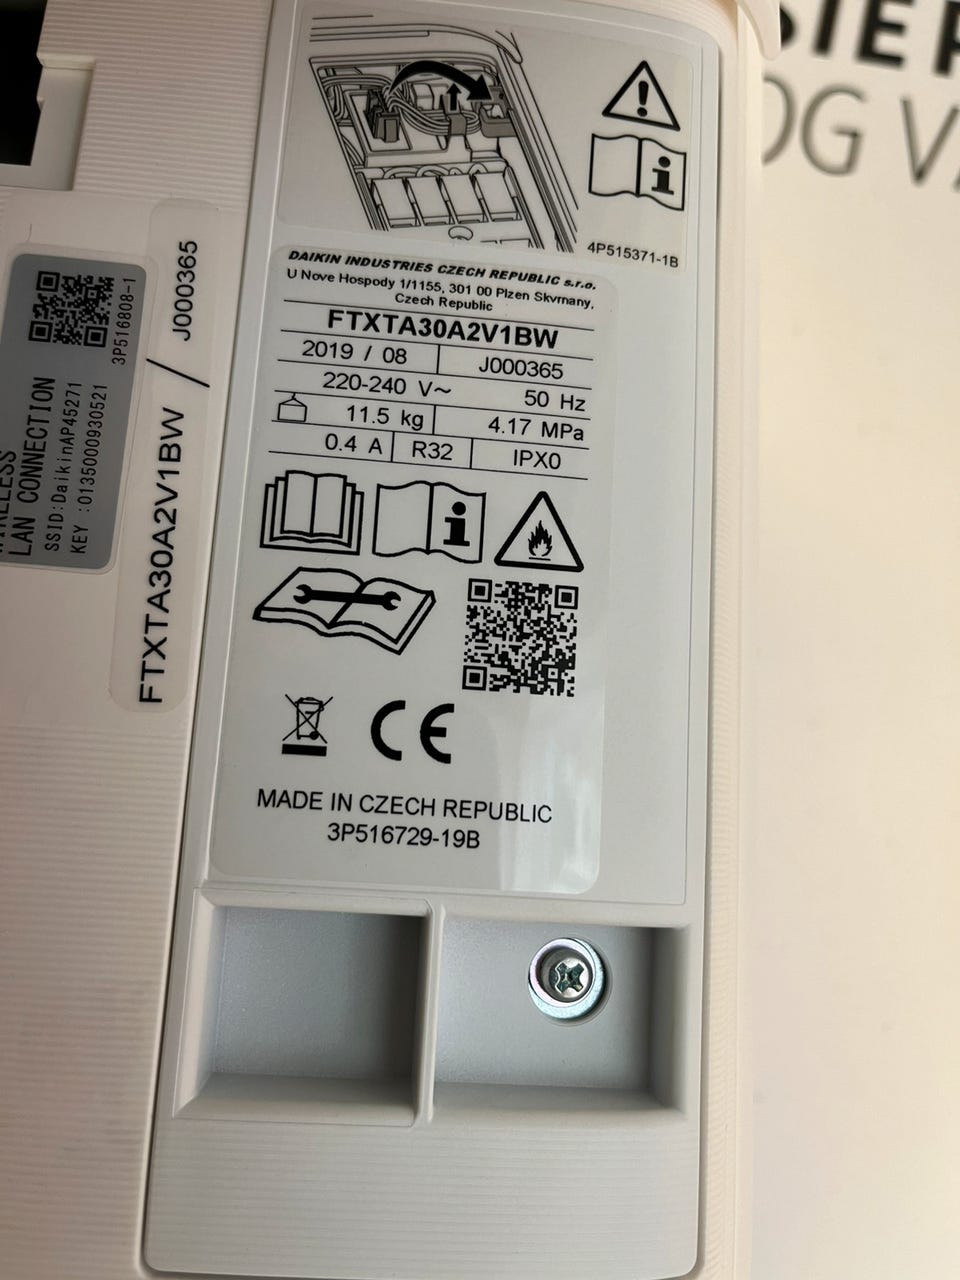 4P515371-1B
DAIKIN INDUSTRIES CZECH REPUBLIC s.r.o.
U Nove Hospody 1/1155, 301 00 Plzen Skvrnany,
Czech Republic
FTXTA30A2V1BW
2019 / 08 J000365
220-240 V~ 50 Hz
11.5 kg 4.17 MPa
0.4 A R32 IPX0
CE
MADE IN CZECH REPUBLIC
3P516729-19B
FTXTA30A2V1BW / J000365
LAN CONNECTION
SSID:DaikinAP45271
KEY :0135000930521
3P516808-1